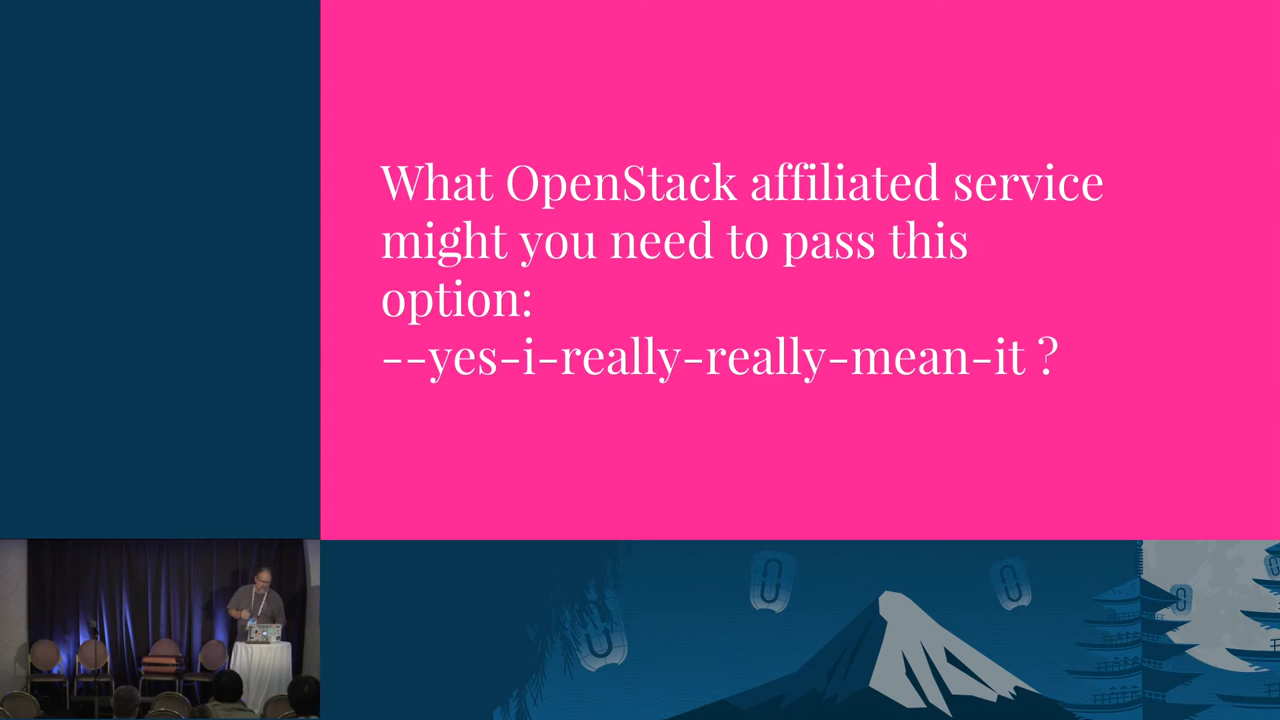 What OpenStack affiliated service
might you need to pass this
option:
--yes-i-really-really-mean-it ?